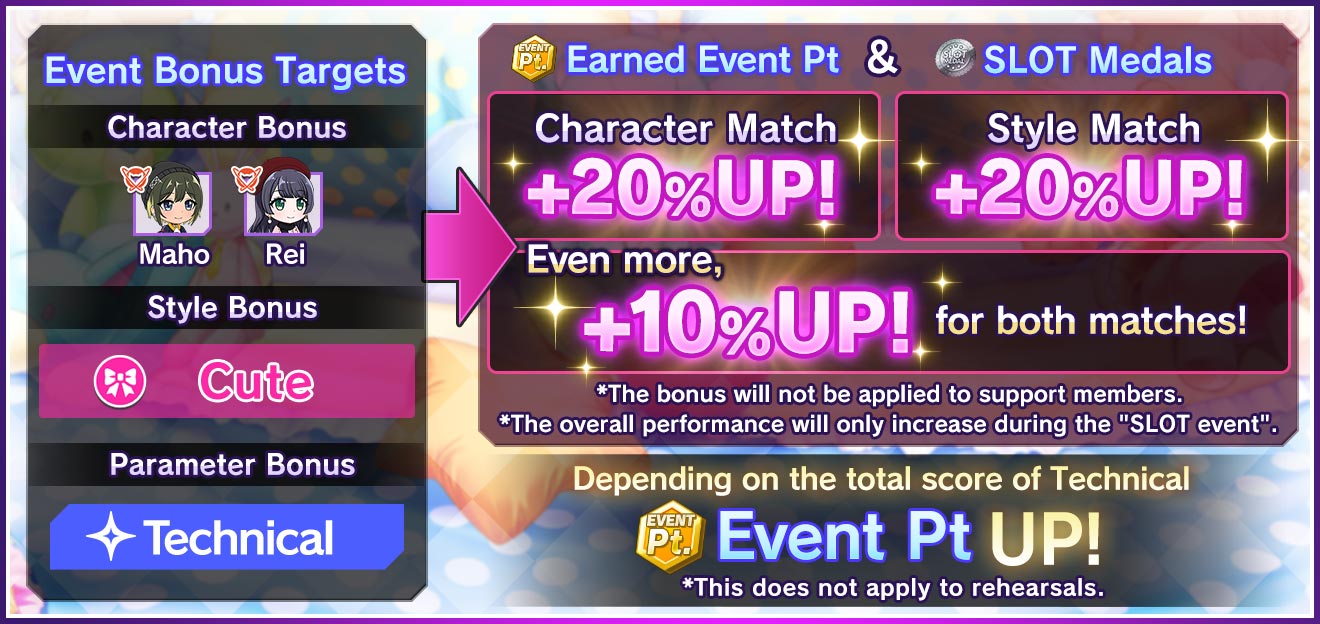 Event Bonus Targets
Character Bonus
Maho
Rei
Style Bonus
Cute
Parameter Bonus
Technical
EVENT Pt. Earned Event Pt & SLOT MEDAL SLOT Medals
Character Match
+20%UP!
Style Match
+20%UP!
Even more,
+10%UP! for both matches!
*The bonus will not be applied to support members.
*The overall performance will only increase during the "SLOT event".
Depending on the total score of Technical
EVENT Pt. Event Pt UP!
*This does not apply to rehearsals.